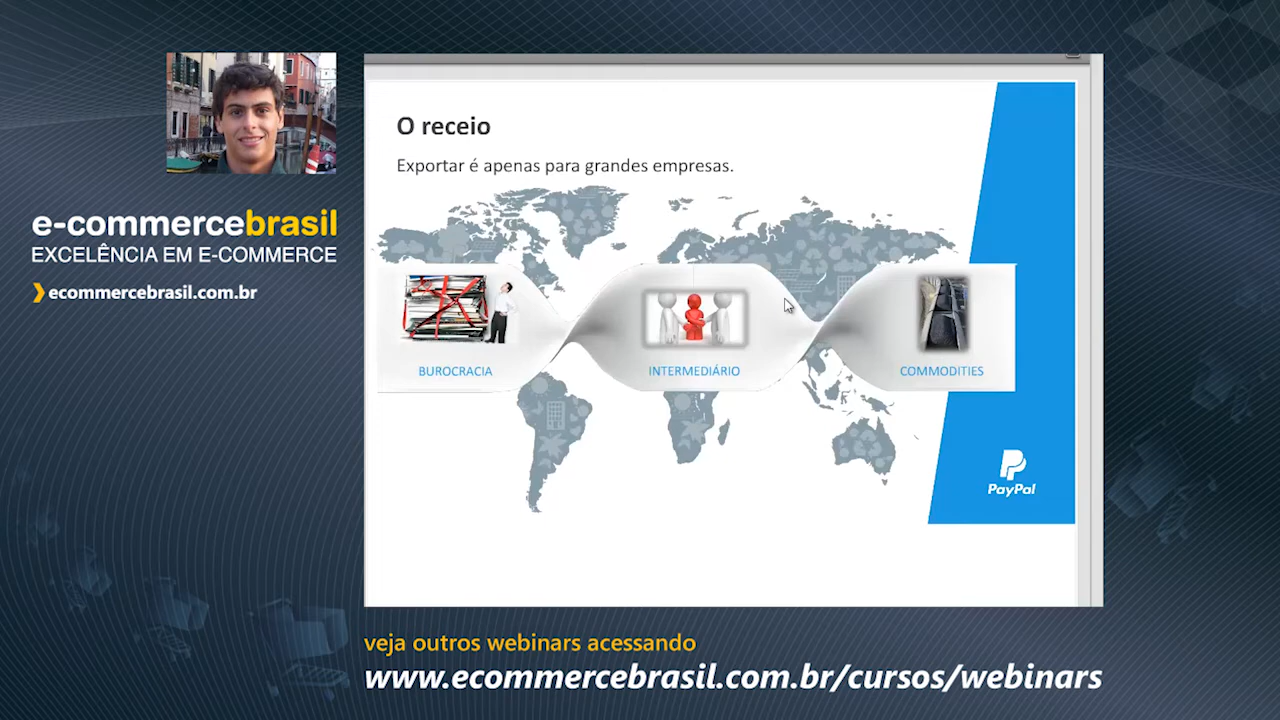 e-commercebrasil
EXCELÊNCIA EM E-COMMERCE
ecommercebrasil.com.br
O receio
Exportar é apenas para grandes empresas.
BUROCRACIA
INTERMEDIÁRIO
COMMODITIES
PayPal
veja outros webinars acessando
www.ecommercebrasil.com.br/cursos/webinars